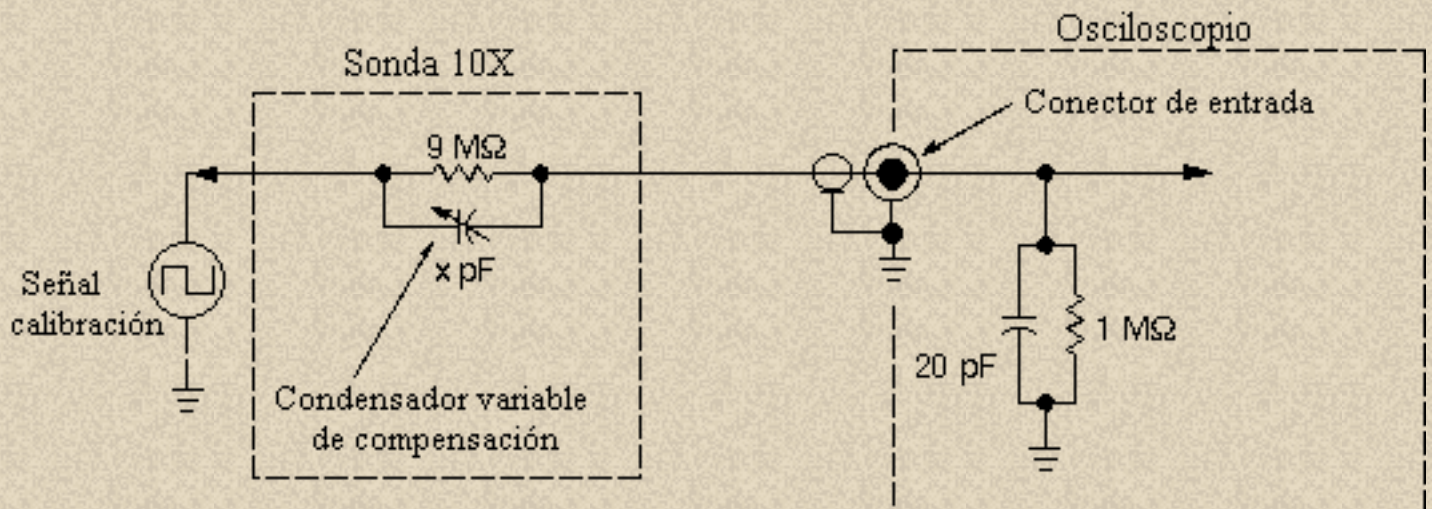 Osciloscopio
Sonda 10X
Conector de entrada
9 MΩ
x pF
Señal
calibración
1 MΩ
20 pF
Condensador variable
de compensación